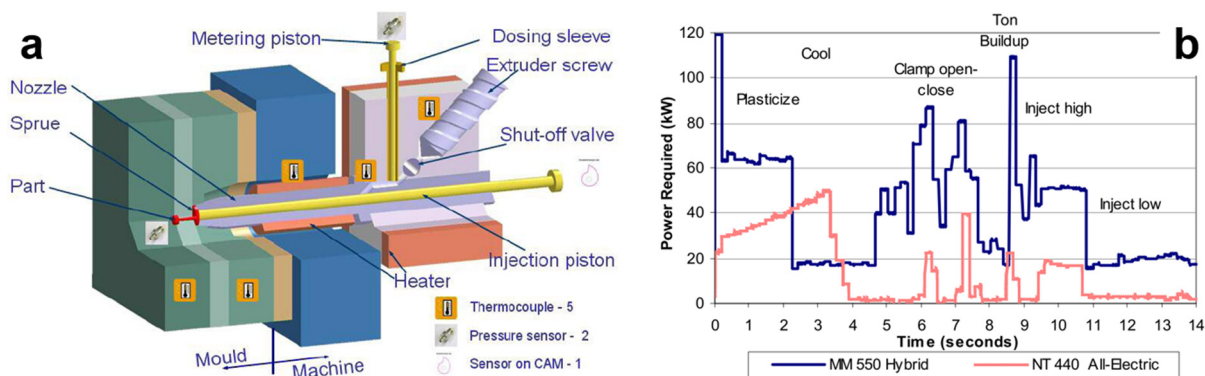 a
Metering piston
Dosing sleeve
Extruder screw
Nozzle
Sprue
Shut-off valve
Part
Injection piston
Heater
Thermocouple - 5
Pressure sensor - 2
Sensor on CAM - 1
Mould
Machine
b
Power Required (kW)
120
100
80
60
40
20
0
Plasticize
Cool
Clamp open-
close
Ton
Buildup
Inject high
Inject low
0 1 2 3 4 5 6 7 8 9 10 11 12 13 14
Time (seconds)
MM 550 Hybrid
NT 440 All-Electric